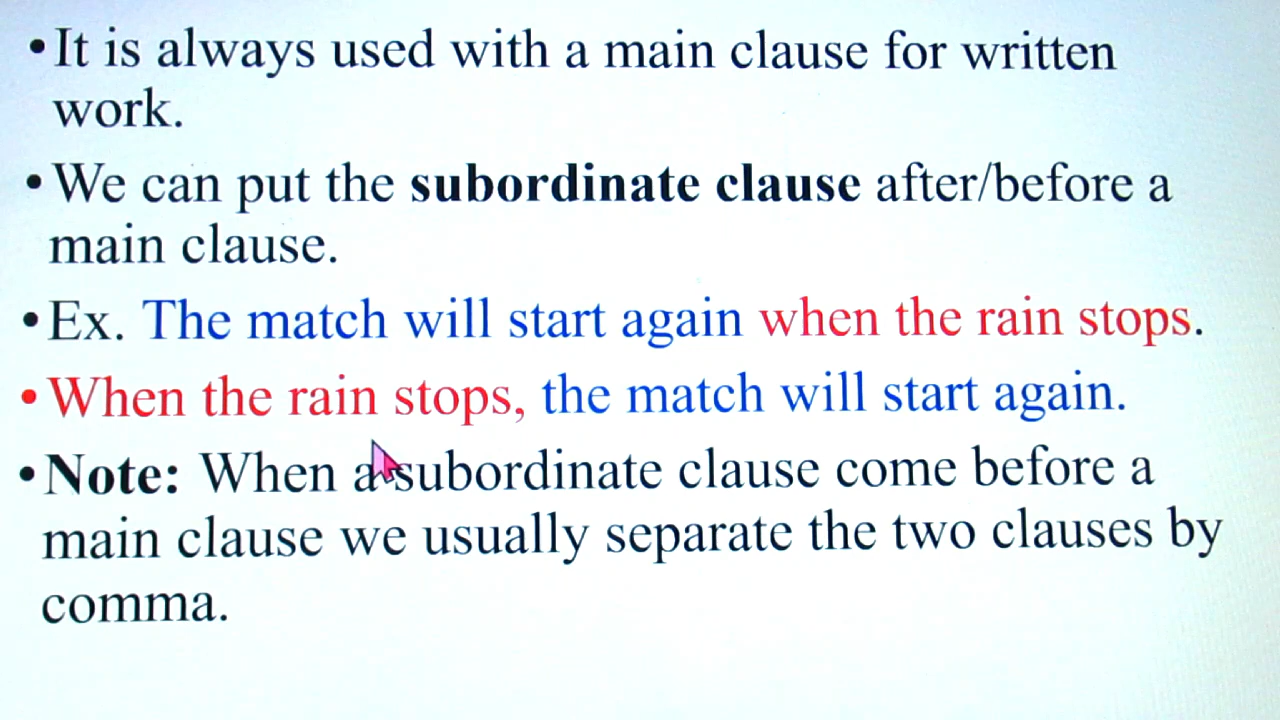 •It is always used with a main clause for written
work.
•We can put the subordinate clause after/before a
main clause.
•Ex. The match will start again when the rain stops.
•When the rain stops, the match will start again.
•Note: When a subordinate clause come before a
main clause we usually separate the two clauses by
comma.